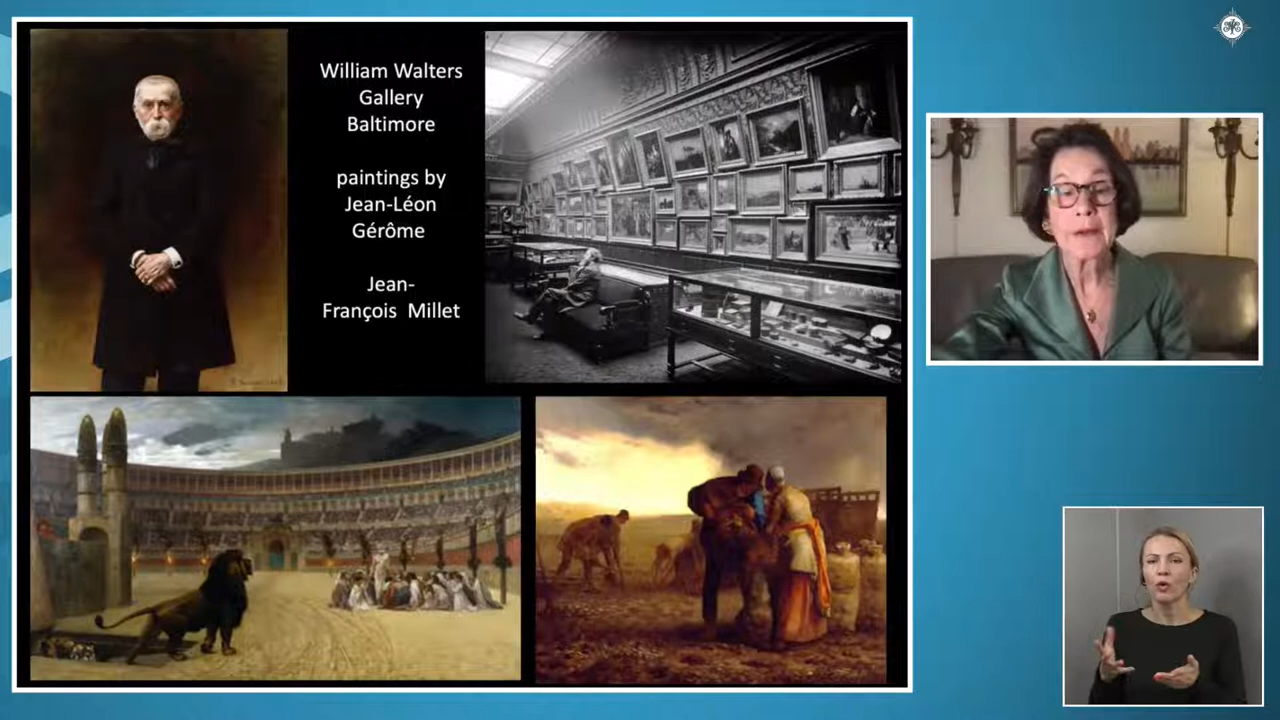 William Walters
Gallery
Baltimore
paintings by
Jean-Léon
Gérôme
Jean-
François Millet